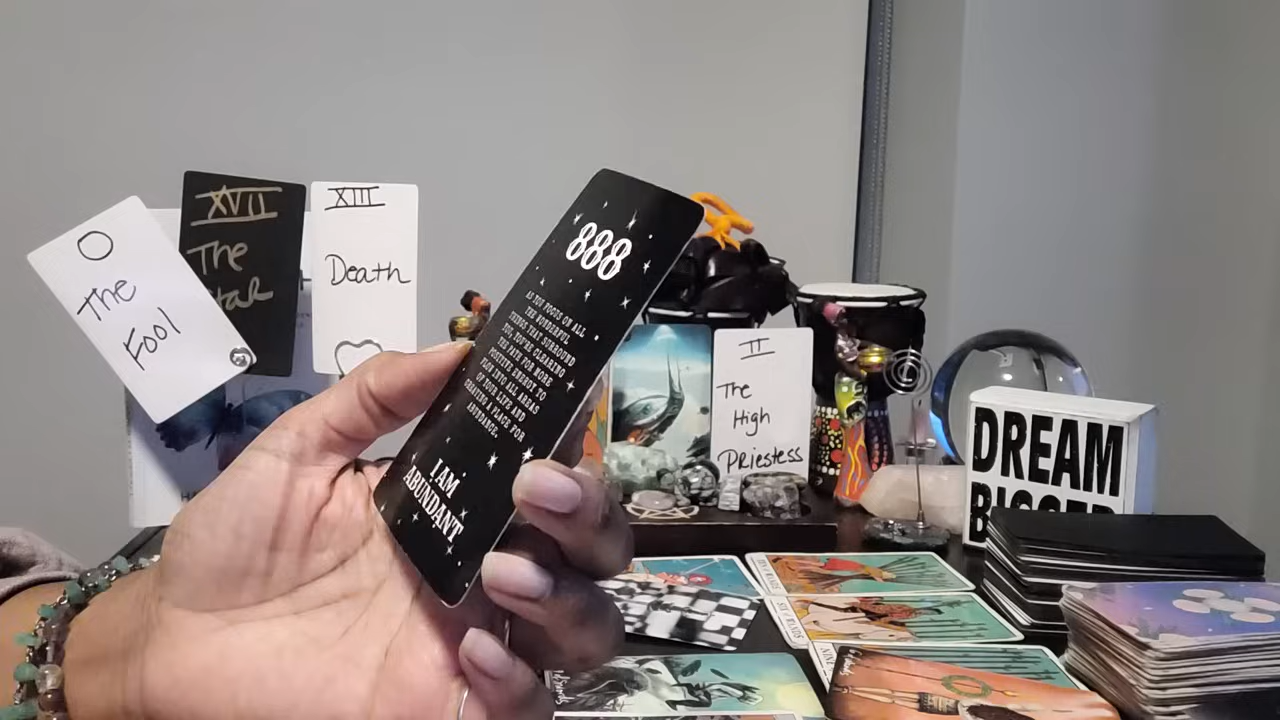 The
Fool
XVII
The
Star
XIII
Death
888
AS YOU FOCUS ON ALL
THE WONDERFUL
THINGS THAT SURROUND
YOU, YOU'RE CLEARING
THE PATH FOR MORE
POSITIVE ENERGY TO
FLOW INTO ALL AREAS
OF YOUR LIFE AND
CREATING A PLACE FOR
ABUNDANCE.
I AM
ABUNDANT
II
The
High
Priestess
DREAM
BIGGER